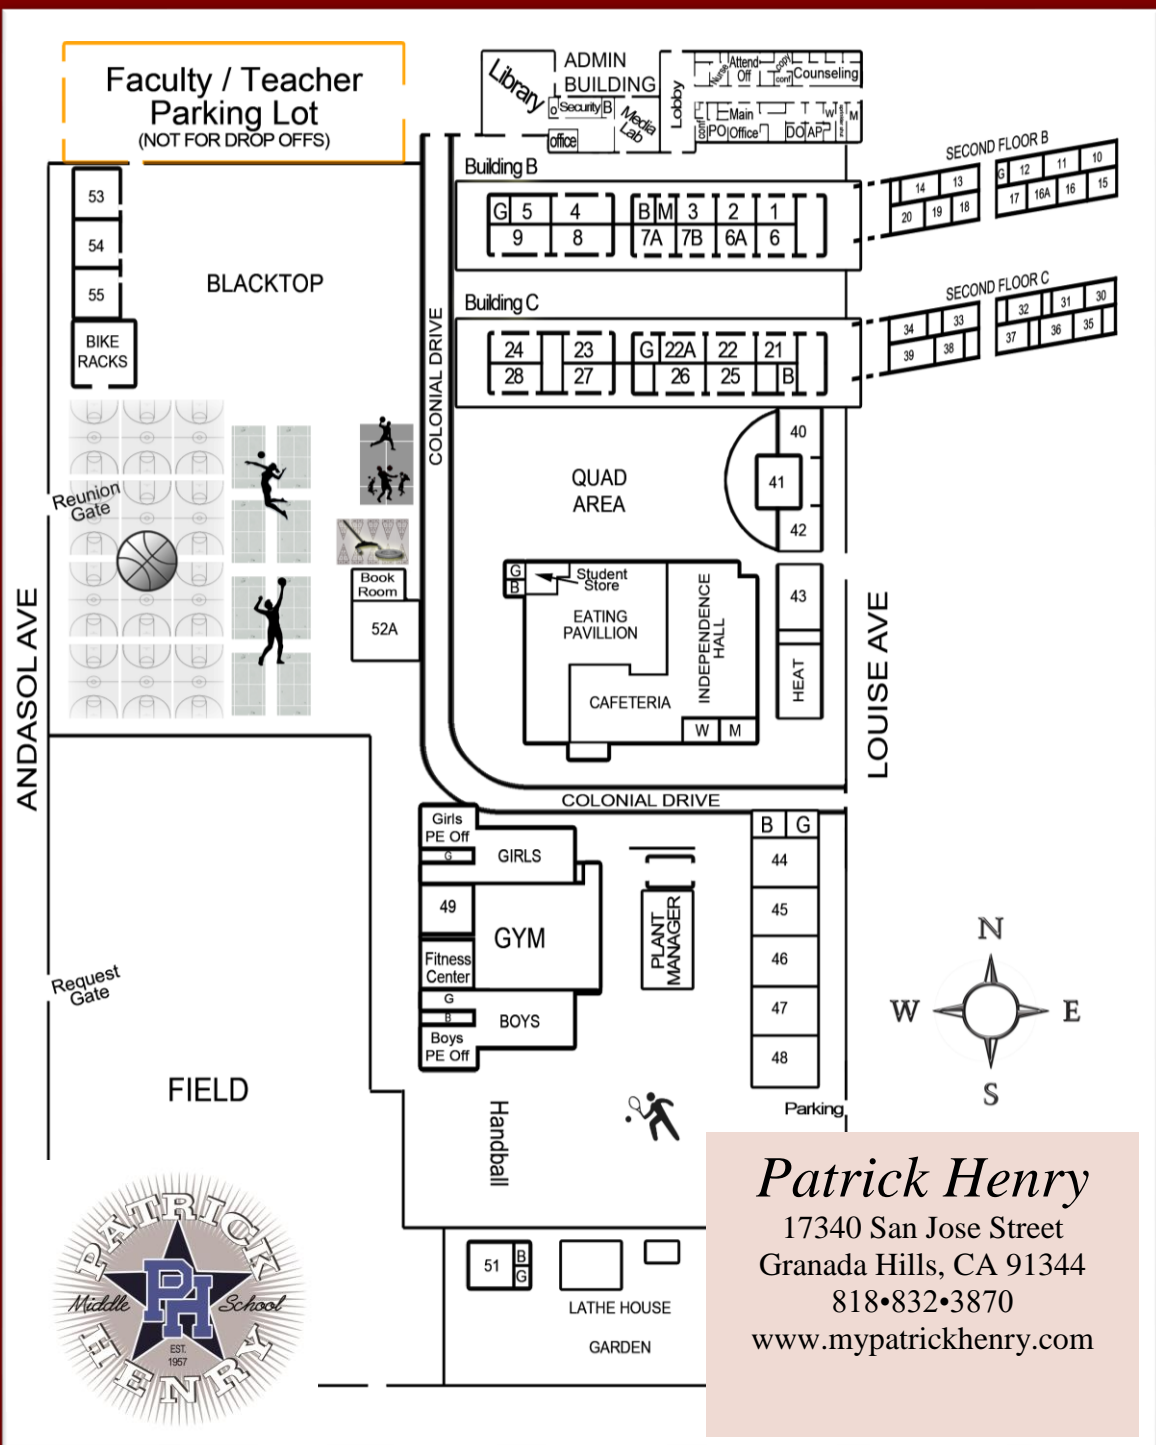 Faculty / Teacher
Parking Lot
(NOT FOR DROP OFFS)
Library
ADMIN
BUILDING
O
Security
B
office
Media
Lab
Lobby
Nurse
Attend
Off
copy
conf
Counseling
conf
PO
Main
Office
DO
AP
W
M
Building B
G
5
4
B
M
3
2
1
9
8
7A
7B
6A
6
SECOND FLOOR B
14
13
G
12
11
10
20
19
18
17
16A
16
15
53
54
55
BIKE
RACKS
BLACKTOP
COLONIAL DRIVE
Building C
24
23
G
22A
22
21
28
27
26
25
B
SECOND FLOOR C
34
33
32
31
30
39
38
37
36
35
QUAD
AREA
40
41
42
Reunion
Gate
Book
Room
52A
G
B
Student
Store
EATING
PAVILLION
INDEPENDENCE
HALL
CAFETERIA
W
M
43
HEAT
ANDASOL AVE
LOUISE AVE
COLONIAL DRIVE
Girls
PE Off
G
GIRLS
49
GYM
Fitness
Center
G
B
BOYS
Boys
PE Off
PLANT
MANAGER
B
G
44
45
46
47
48
Parking
Request
Gate
FIELD
Handball
N
W
E
S
51
B
G
LATHE HOUSE
GARDEN
PATRICK
Middle
PH
School
EST.
1957
HENRY
Patrick Henry
17340 San Jose Street
Granada Hills, CA 91344
818•832•3870
www.mypatrickhenry.com